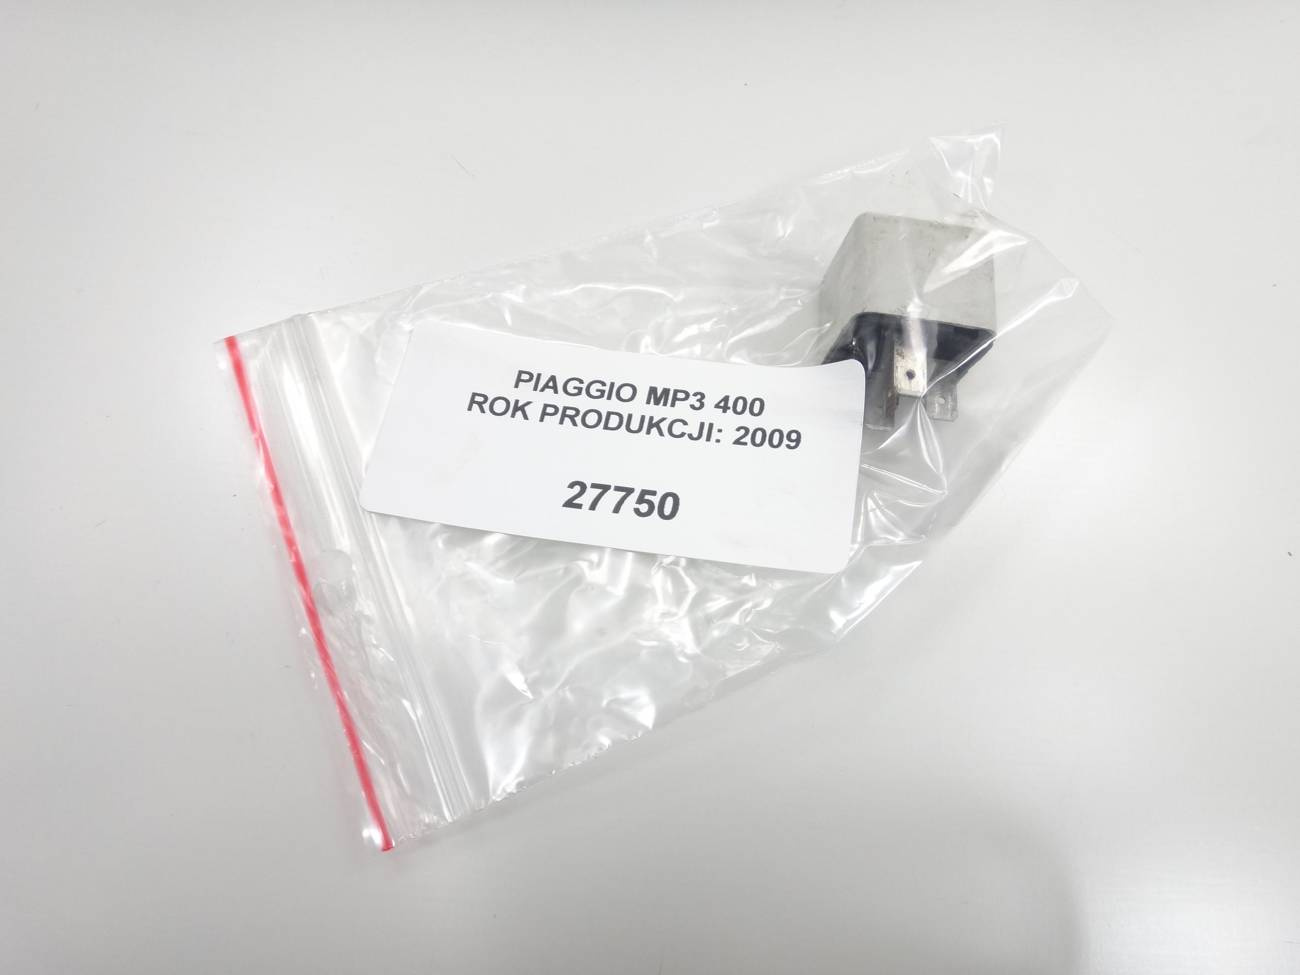 PIAGGIO MP3 400
ROK PRODUKCJI: 2009
27750